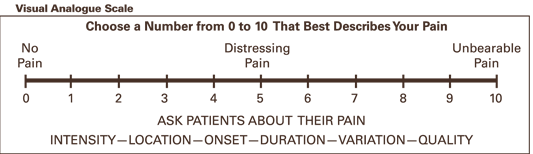 Visual Analogue Scale
Choose a Number from 0 to 10 That Best Describes Your Pain
No Distressing Unbearable
Pain Pain Pain
0 1 2 3 4 5 6 7 8 9 10
ASK PATIENTS ABOUT THEIR PAIN
INTENSITY—LOCATION—ONSET—DURATION—VARIATION—QUALITY